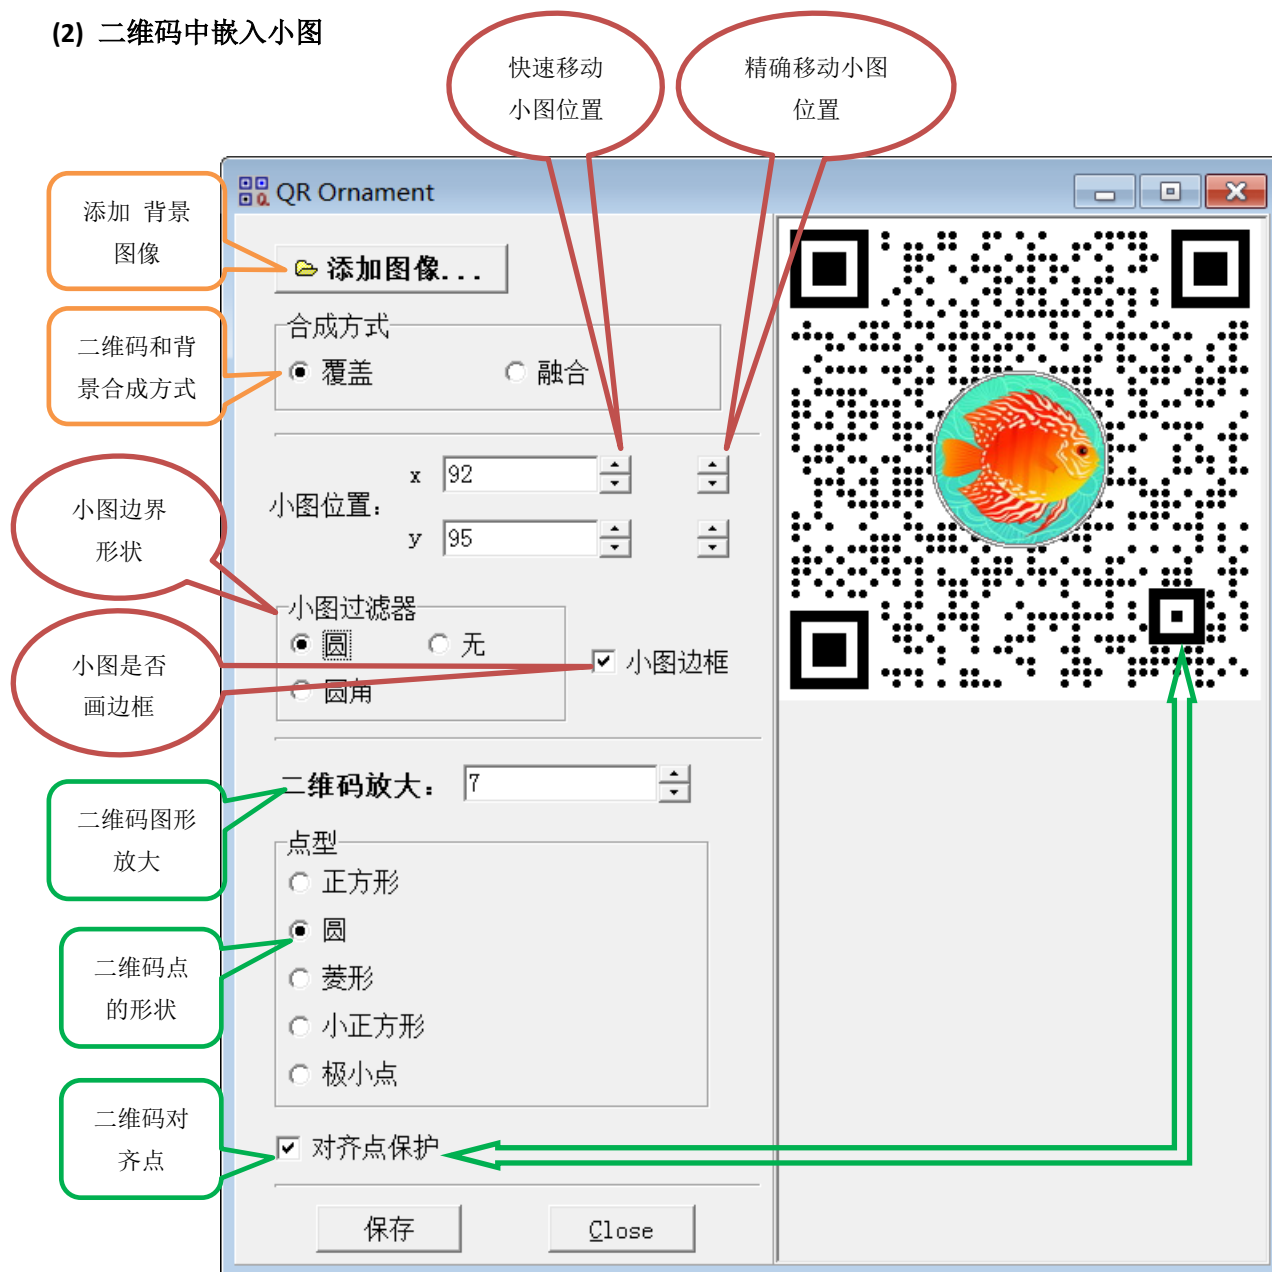 (2) 二维码中嵌入小图
快速移动
小图位置
精确移动小图
位置
QR Ornament
添加 背景
图像
添加图像...
合成方式
二维码和背
景合成方式
覆盖
融合
x 92
小图位置:
y 95
小图边界
形状
小图过滤器
圆
无
圆角
小图边框
小图是否
画边框
二维码放大: 7
二维码图形
放大
点型
正方形
圆
菱形
小正方形
极小点
二维码点
的形状
二维码对
齐点
对齐点保护
保存
Close